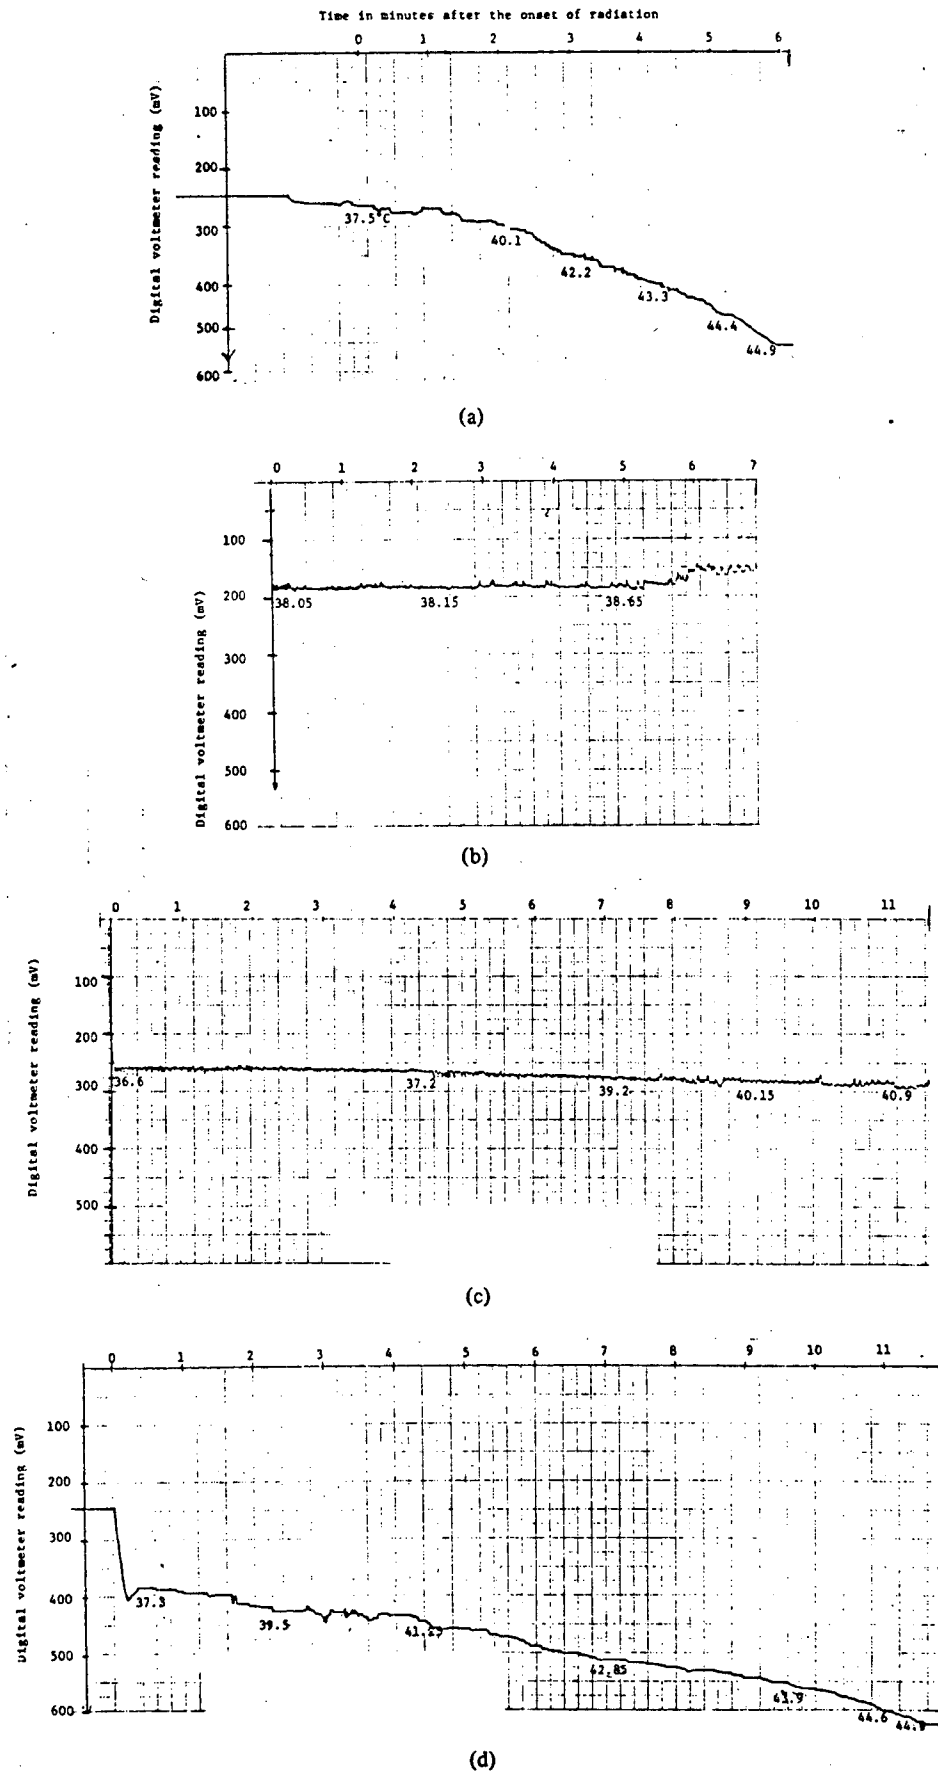 Time in minutes after the onset of radiation
0 1 2 3 4 5 6
Digital voltmeter reading (mV)
100
200
300
400
500
600
37.5°C
40.1
42.2
43.3
44.4
44.9
(a)
0 1 2 3 4 5 6 7
Digital voltmeter reading (mV)
100
200
300
400
500
600
38.05 38.15 38.65
(b)
0 1 2 3 4 5 6 7 8 9 10 11
Digital voltmeter reading (mV)
100
200
300
400
500
36.6 37.2 39.2 40.15 40.9
(c)
0 1 2 3 4 5 6 7 8 9 10 11
Digital voltmeter reading (mV)
100
200
300
400
500
600
37.3
39.5
42.85
43.9
44.6
(d)